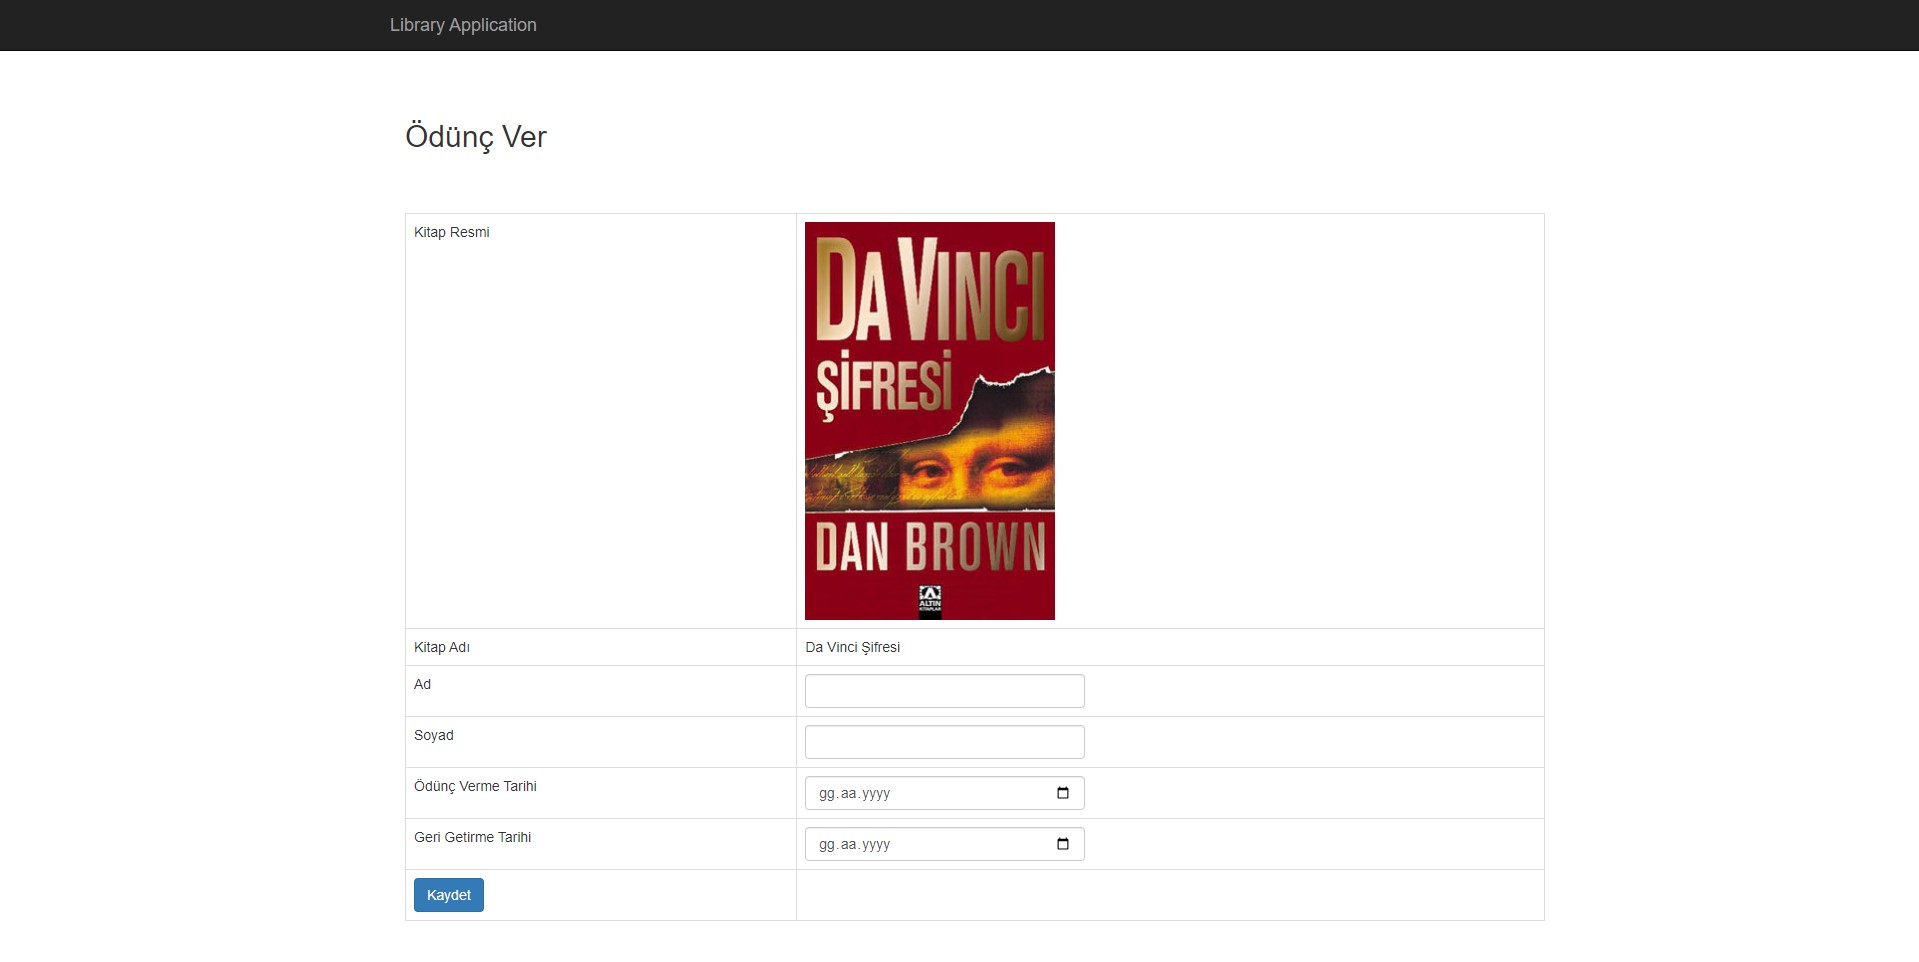 Library Application
Ödünç Ver
Kitap Resmi
DA VINCI
ŞİFRESİ
DAN BROWN
ALTIN
KİTAPLAR
Kitap Adı
Da Vinci Şifresi
Ad
Soyad
Ödünç Verme Tarihi
gg.aa.yyyy
Geri Getirme Tarihi
gg.aa.yyyy
Kaydet